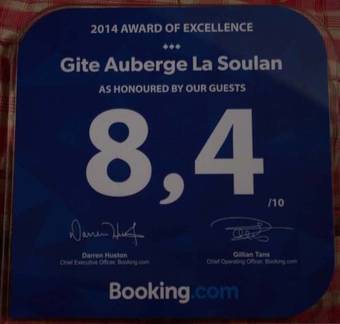 2014 AWARD OF EXCELLENCE
Gite Auberge La Soulan
AS HONOURED BY OUR GUESTS
8,4
/10
Darren Huston
Chief Executive Officer, Booking.com
Gillian Tans
Chief Operating Officer, Booking.com
Booking.com